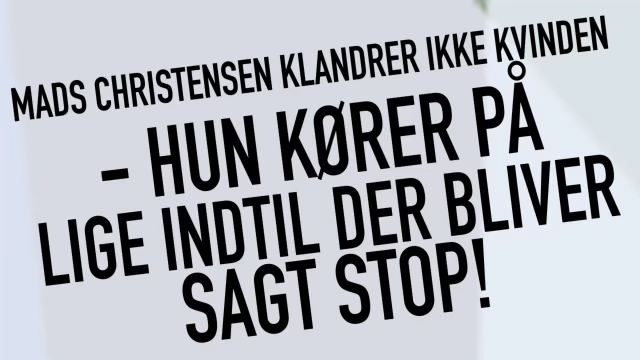 MADS CHRISTENSEN KLANDRER IKKE KVINDEN
- HUN KØRER PÅ
LIGE INDTIL DER BLIVER
SAGT STOP!